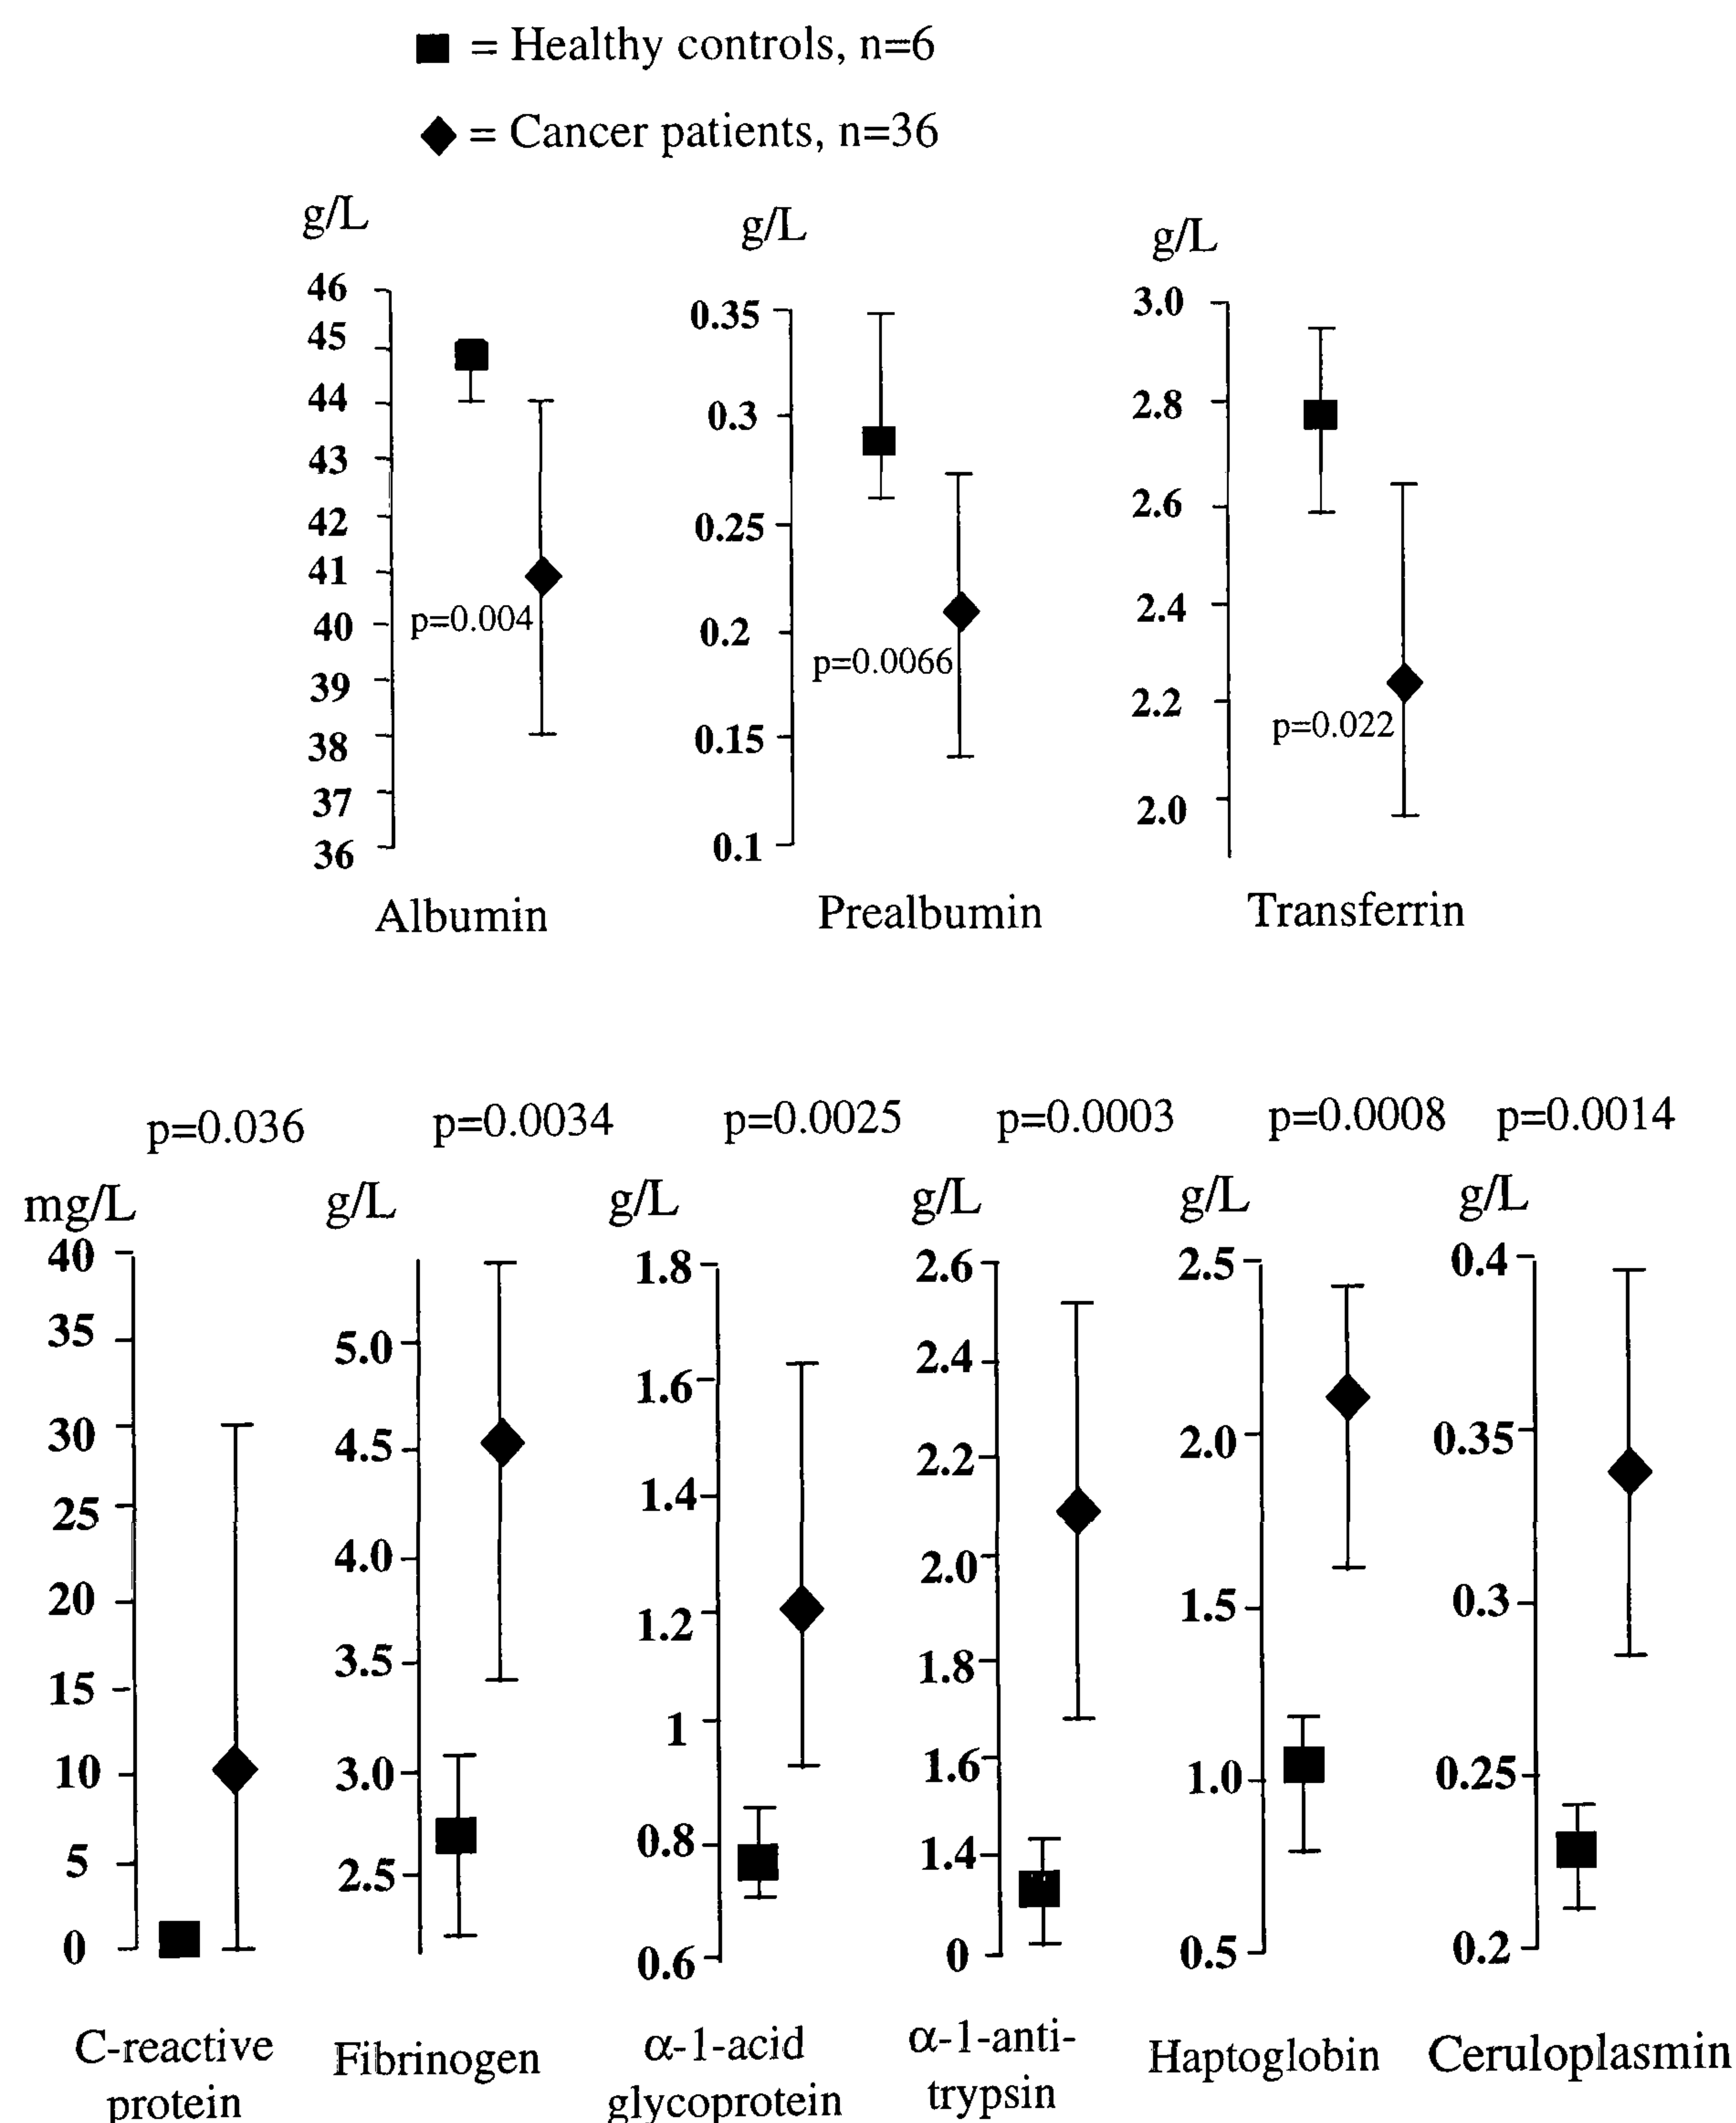 ■ = Healthy controls, n=6
◆ = Cancer patients, n=36
g/L
46
45
44
43
42
41
40
39
38
37
36
p=0.004
Albumin
g/L
0.35
0.3
0.25
0.2
0.15
0.1
p=0.0066
Prealbumin
g/L
3.0
2.8
2.6
2.4
2.2
2.0
p=0.022
Transferrin
p=0.036
mg/L
40
35
30
25
20
15
10
5
0
C-reactive
protein
p=0.0034
g/L
5.0
4.5
4.0
3.5
3.0
2.5
Fibrinogen
p=0.0025
g/L
1.8
1.6
1.4
1.2
1
0.8
0.6
α-1-acid
glycoprotein
p=0.0003
g/L
2.6
2.4
2.2
2.0
1.8
1.6
1.4
0
α-1-anti-
trypsin
p=0.0008
g/L
2.5
2.0
1.5
1.0
0.5
Haptoglobin
p=0.0014
g/L
0.4
0.35
0.3
0.25
0.2
Ceruloplasmin